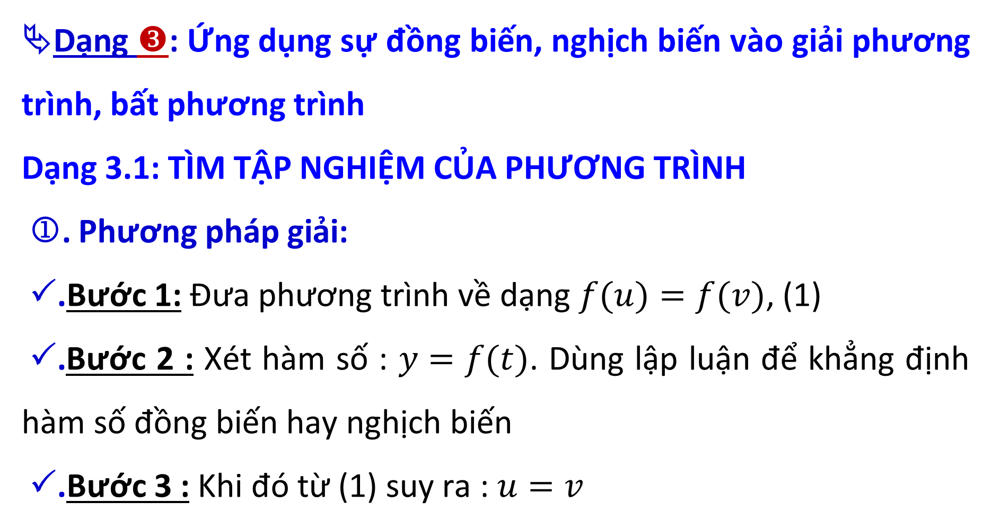 ⮱Dạng ❸: Ứng dụng sự đồng biến, nghịch biến vào giải phương
trình, bất phương trình
Dạng 3.1: TÌM TẬP NGHIỆM CỦA PHƯƠNG TRÌNH
①. Phương pháp giải:
✓.Bước 1: Đưa phương trình về dạng f(u) = f(v), (1)
✓.Bước 2 : Xét hàm số : y = f(t). Dùng lập luận để khẳng định
hàm số đồng biến hay nghịch biến
✓.Bước 3 : Khi đó từ (1) suy ra : u = v